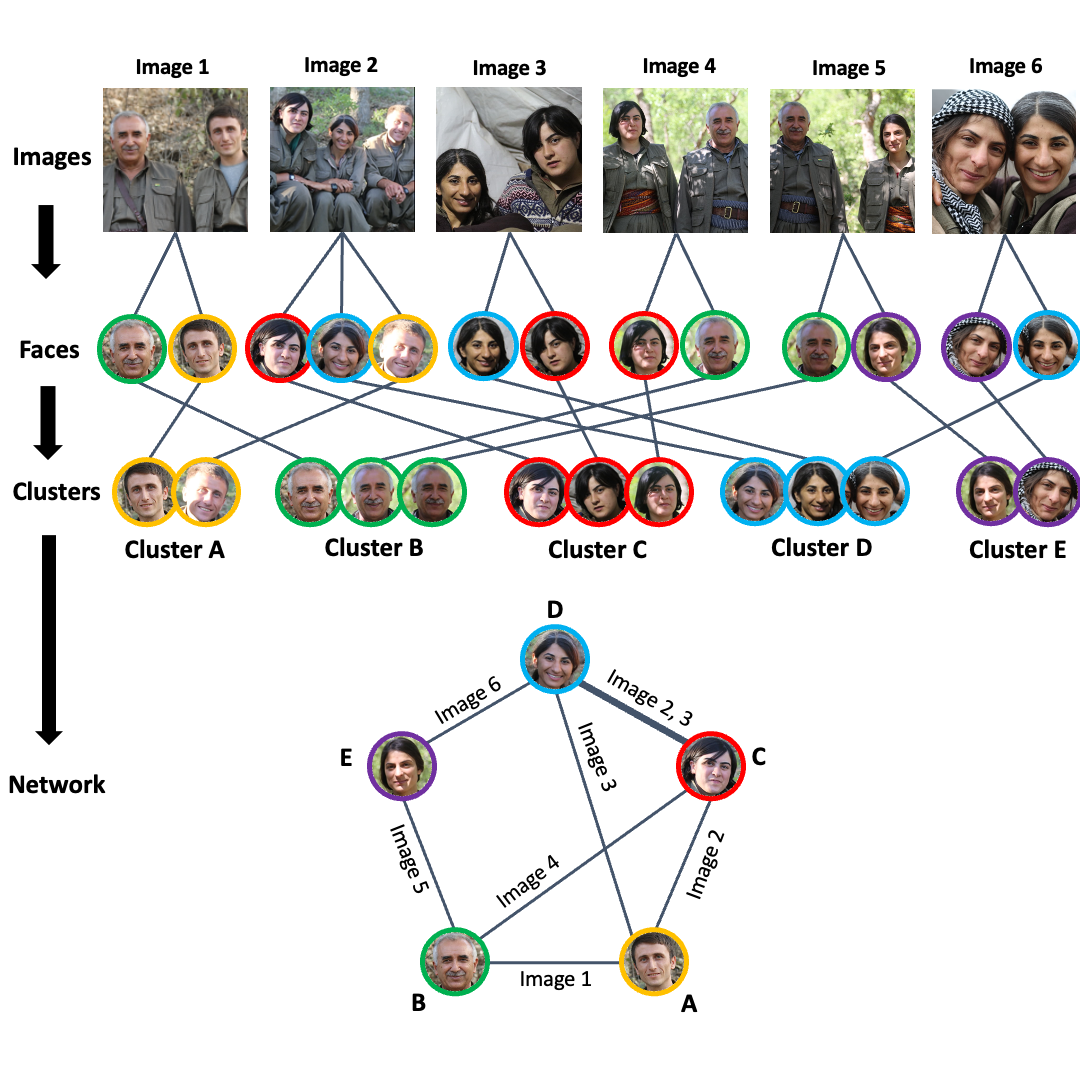 Image 1
Image 2
Image 3
Image 4
Image 5
Image 6
Images
Faces
Clusters
Cluster A
Cluster B
Cluster C
Cluster D
Cluster E
D
Image 6
Image 2, 3
E
Image 3
C
Network
Image 5
Image 4
Image 2
Image 1
B
A